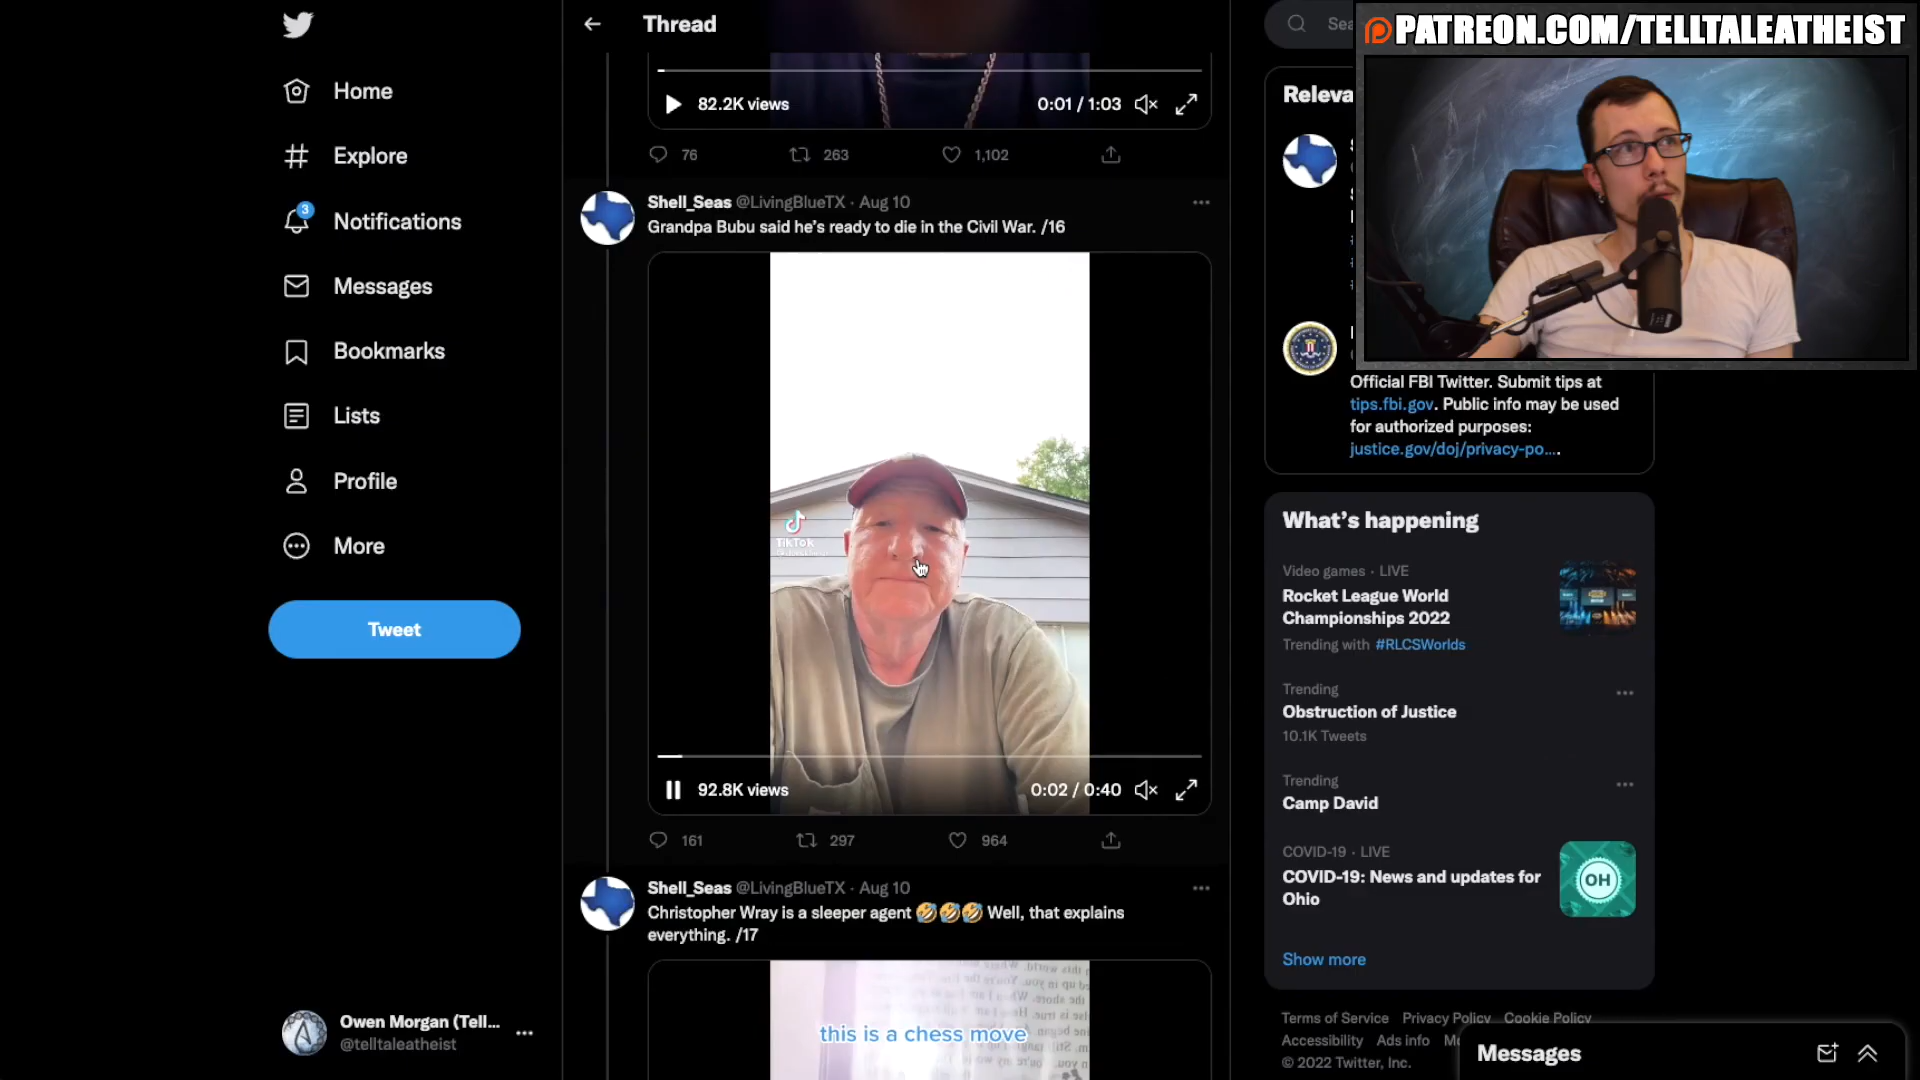 Home
Explore
3
Notifications
Messages
Bookmarks
Lists
Profile
More
Tweet
Owen Morgan (Tell...
@telltaleatheist
Thread
82.2K views
0:01 / 1:03
76
263
1,102
Shell_Seas @LivingBlueTX · Aug 10
Grandpa Bubu said he's ready to die in the Civil War. /16
TikTok
92.8K views
0:02 / 0:40
161
297
964
Shell_Seas @LivingBlueTX · Aug 10
Christopher Wray is a sleeper agent 🤣🤣🤣 Well, that explains
everything. /17
this is a chess move
PATREON.COM/TELLTALEATHEIST
Official FBI Twitter. Submit tips at
tips.fbi.gov. Public info may be used
for authorized purposes:
justice.gov/doj/privacy-po....
What's happening
Video games · LIVE
Rocket League World
Championships 2022
Trending with #RLCSWorlds
Trending
Obstruction of Justice
10.1K Tweets
Trending
Camp David
COVID-19 · LIVE
COVID-19: News and updates for
Ohio
OH
Show more
Terms of Service Privacy Policy Cookie Policy
Accessibility Ads info
© 2022 Twitter, Inc.
Messages